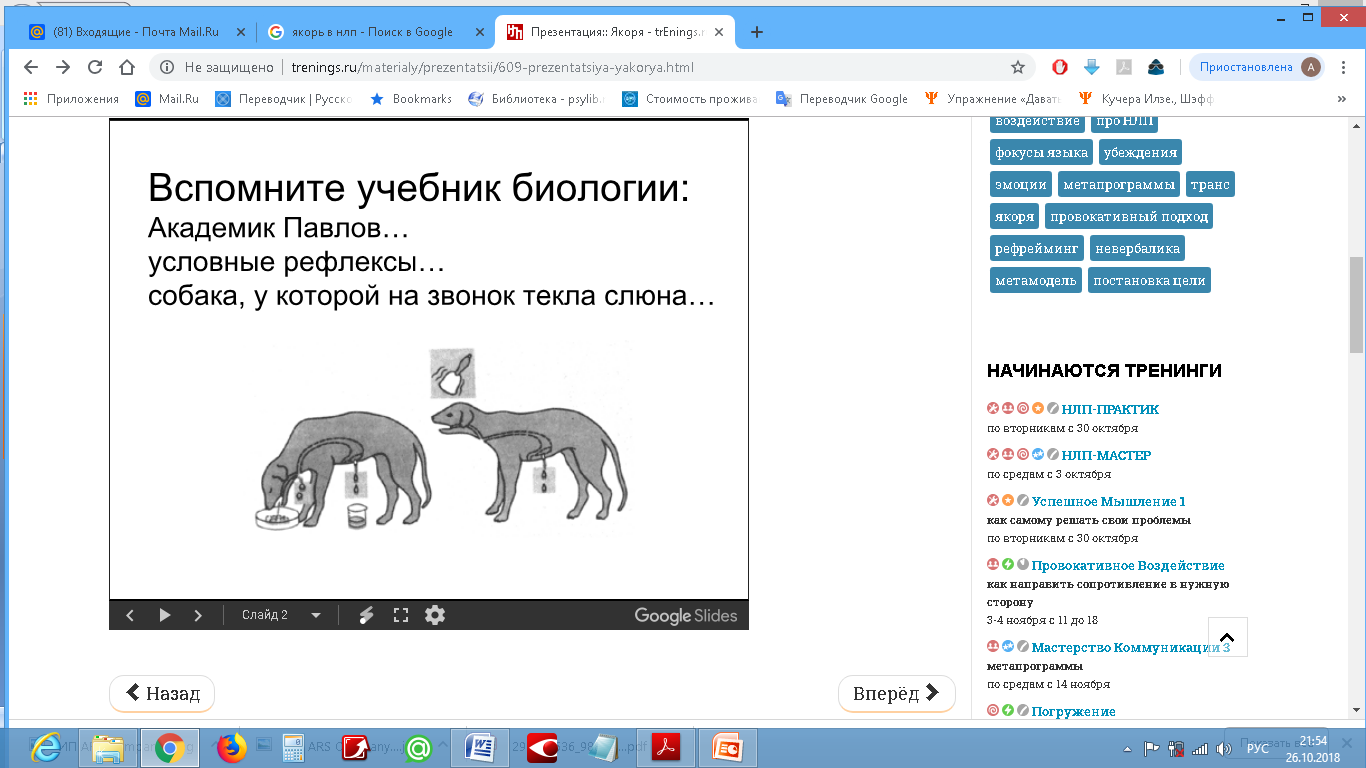 (81) Входящие - Почта Mail.Ru
якорь в нлп - Поиск в Google
Презентация:: Якоря - trEnings.r
Не защищено
trenings.ru/materialy/prezentatsii/609-prezentatsiya-yakorya.html
Приостановлена
А
Приложения
Mail.Ru
Переводчик | Русско
Bookmarks
Библиотека - psylib.
Стоимость прожива
Переводчик Google
Упражнение «Давать
Кучера Илзе., Шэфф
»
Вспомните учебник биологии:
Академик Павлов…
условные рефлексы…
собака, у которой на звонок текла слюна…
Слайд 2
Google Slides
Назад
Вперёд
воздействие
про НЛП
фокусы языка
убеждения
эмоции
метапрограммы
транс
якоря
провокативный подход
рефрейминг
невербалика
метамодель
постановка цели
НАЧИНАЮТСЯ ТРЕНИНГИ
НЛП-ПРАКТИК
по вторникам с 30 октября
НЛП-МАСТЕР
по средам с 3 октября
Успешное Мышление 1
как самому решать свои проблемы
по вторникам с 30 октября
Провокативное Воздействие
как направить сопротивление в нужную
сторону
3-4 ноября с 11 до 18
Мастерство Коммуникации 3
метапрограммы
по средам с 14 ноября
Погружение
РУС
21:54
26.10.2018